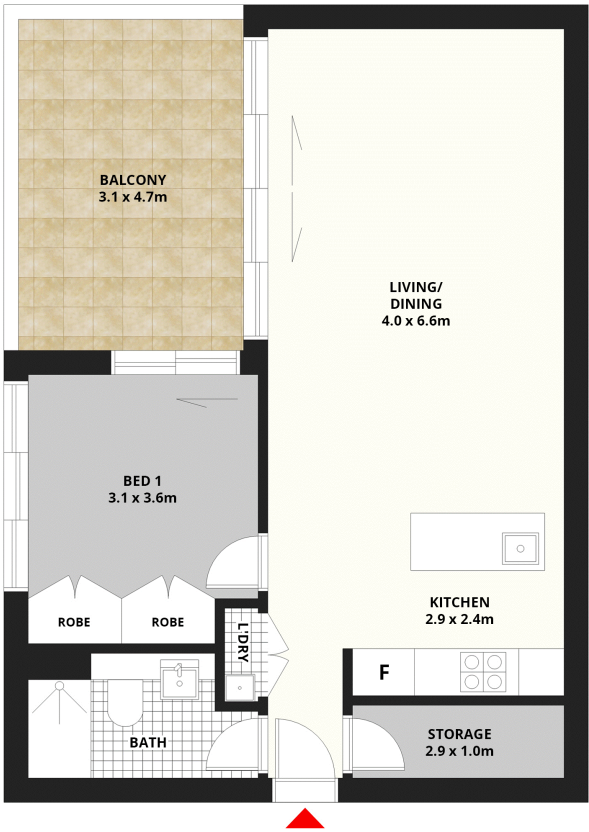 BALCONY
3.1 x 4.7m
LIVING/
DINING
4.0 x 6.6m
BED 1
3.1 x 3.6m
KITCHEN
2.9 x 2.4m
ROBE
ROBE
L'DRY
F
BATH
STORAGE
2.9 x 1.0m